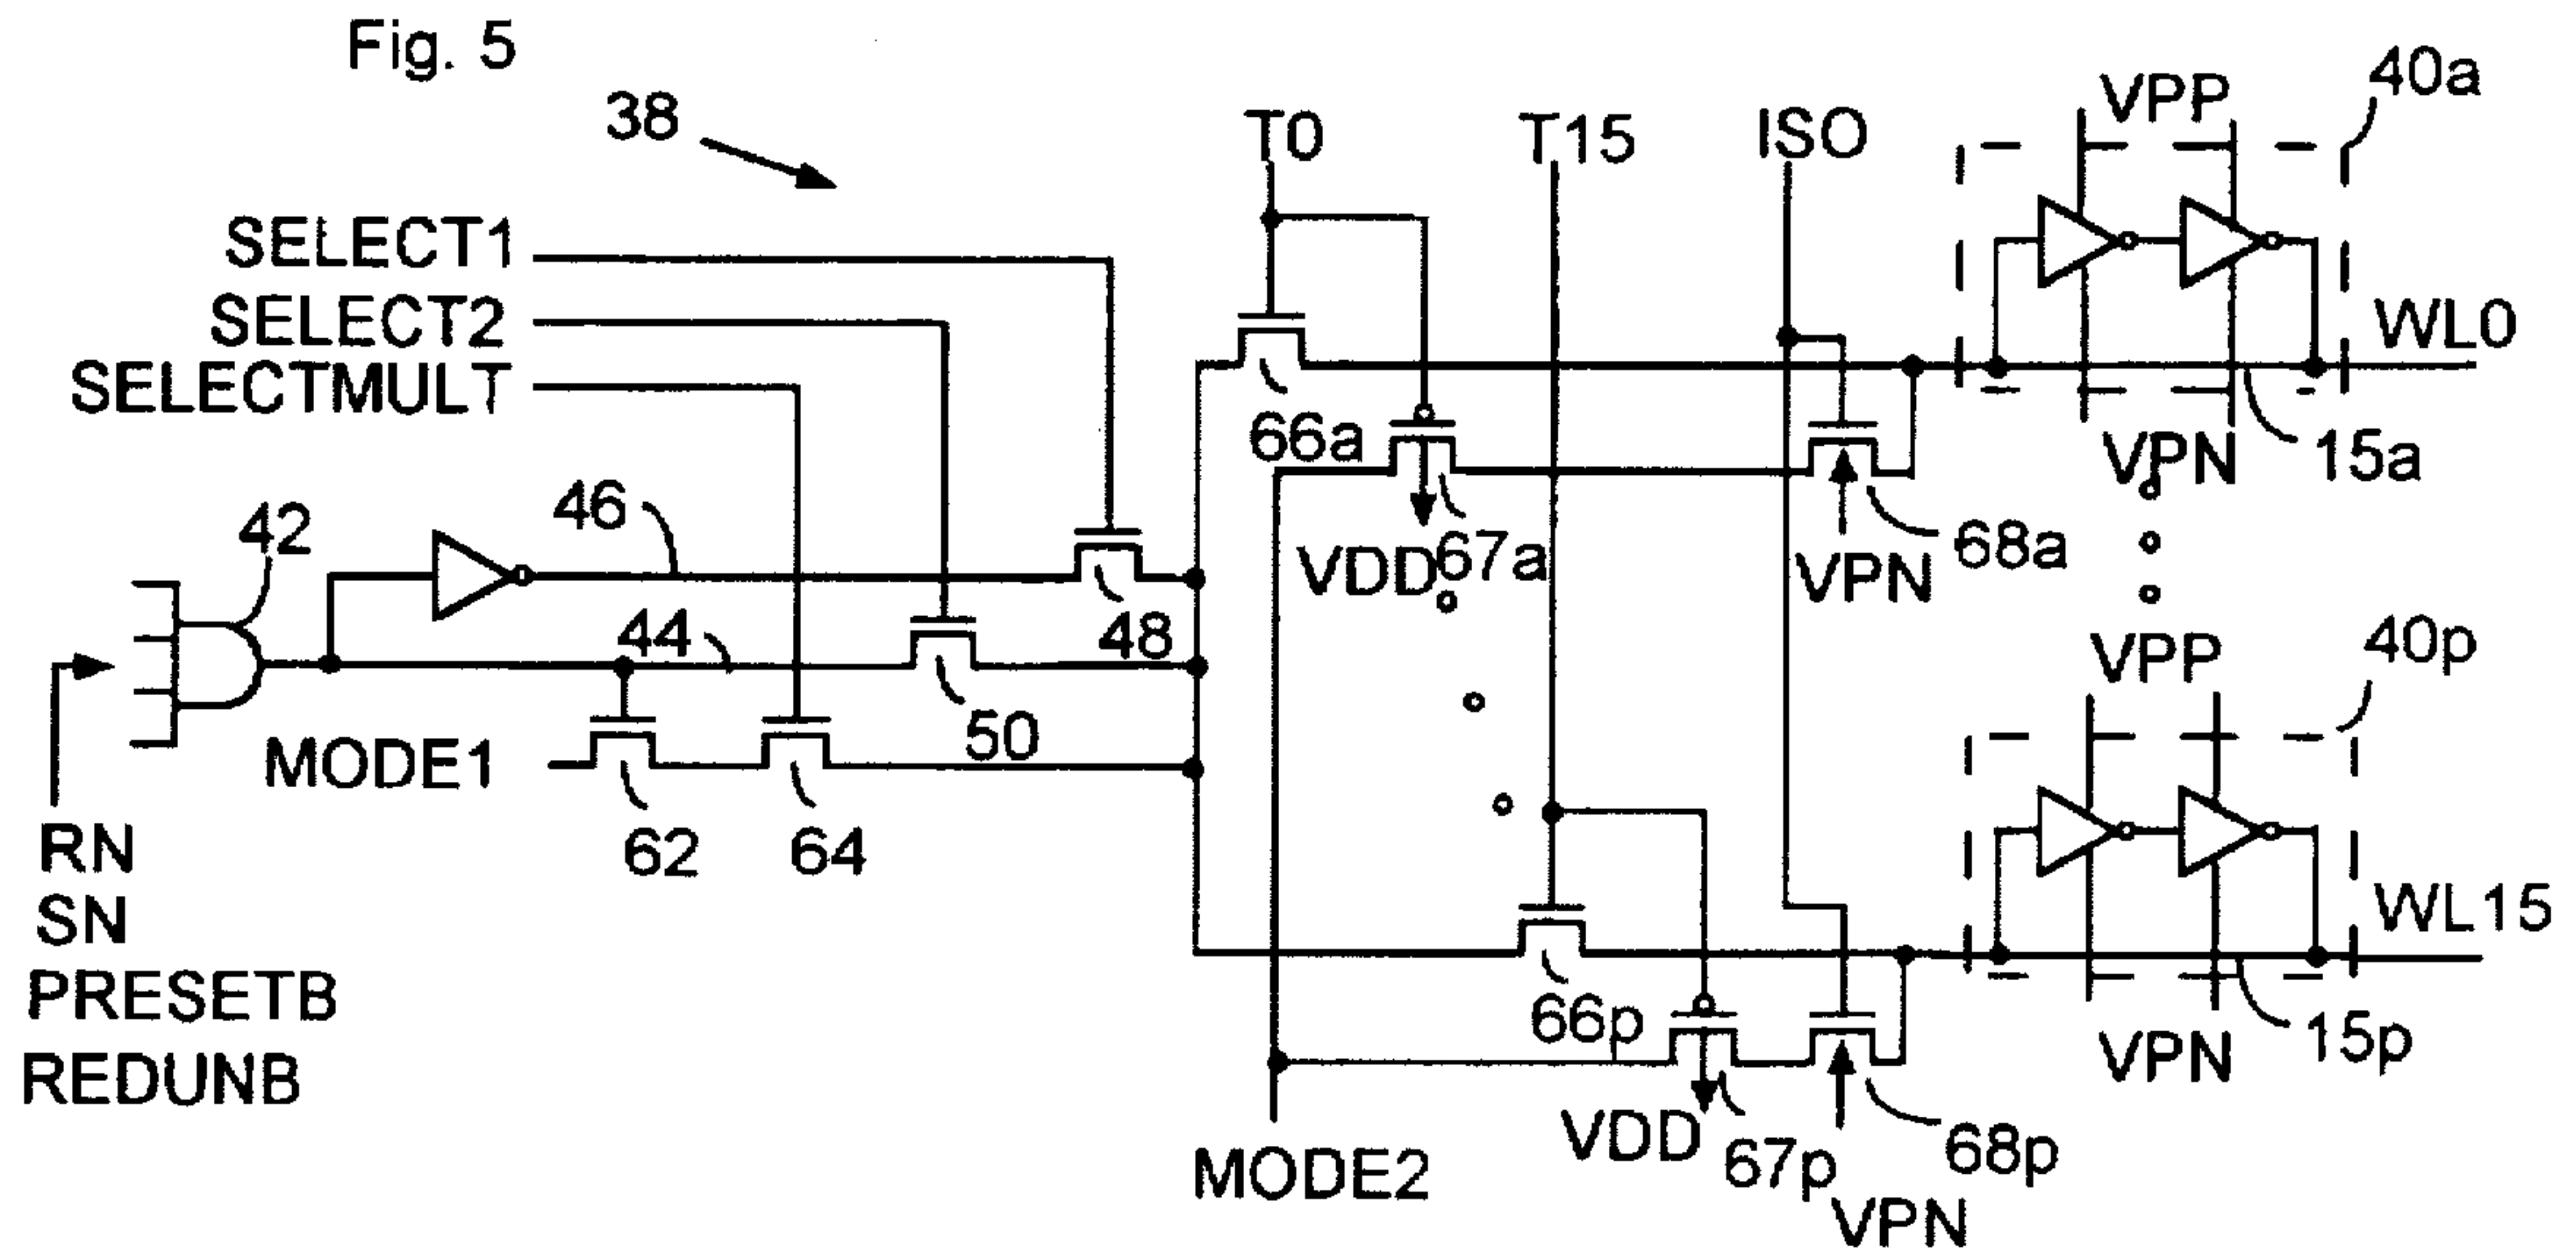 Fig. 5
38
T0
T15
ISO
VPP
40a
SELECT1
SELECT2
SELECTMULT
WL0
66a
VPN
15a
42
46
48
VDD
67a
VPN
68a
44
50
VPP
40p
MODE1
62
64
WL15
RN
SN
PRESETB
REDUNB
66p
VPN
15p
MODE2
VDD
67p
68p
VPN